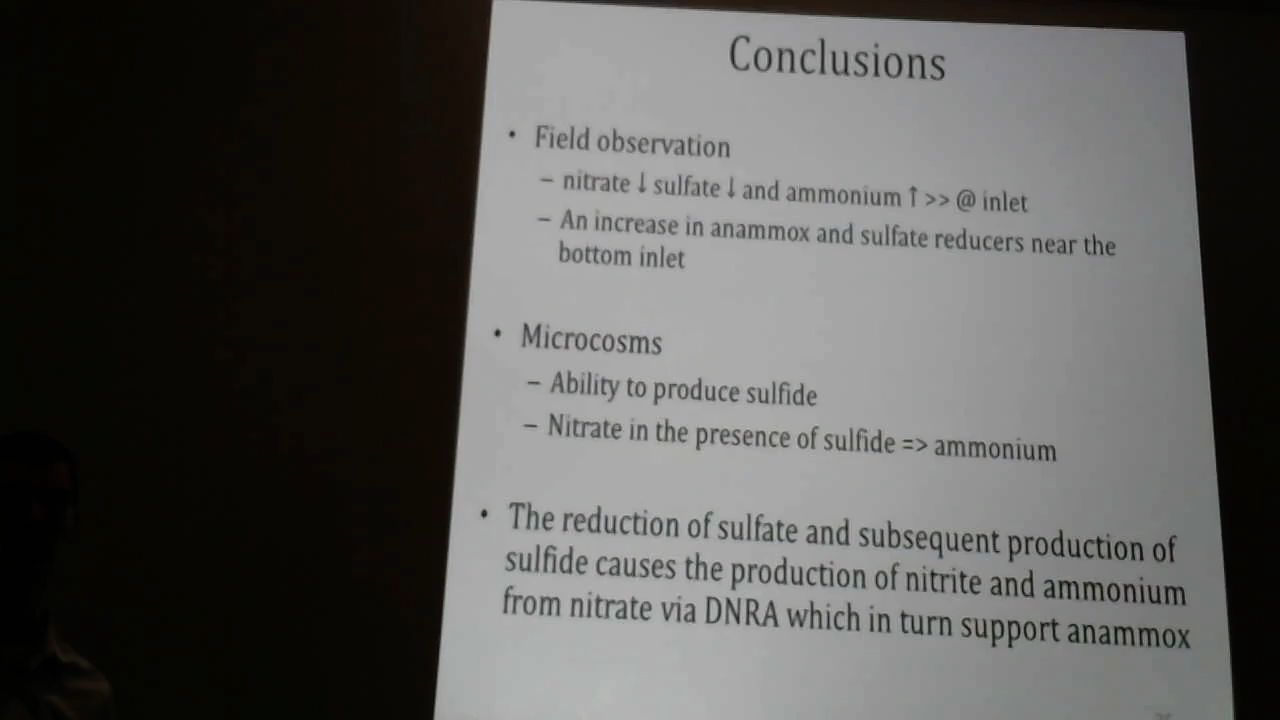 Conclusions
• Field observation
– nitrate ↓ sulfate ↓ and ammonium ↑ >> @ inlet
– An increase in anammox and sulfate reducers near the
bottom inlet
• Microcosms
– Ability to produce sulfide
– Nitrate in the presence of sulfide => ammonium
• The reduction of sulfate and subsequent production of
sulfide causes the production of nitrite and ammonium
from nitrate via DNRA which in turn support anammox